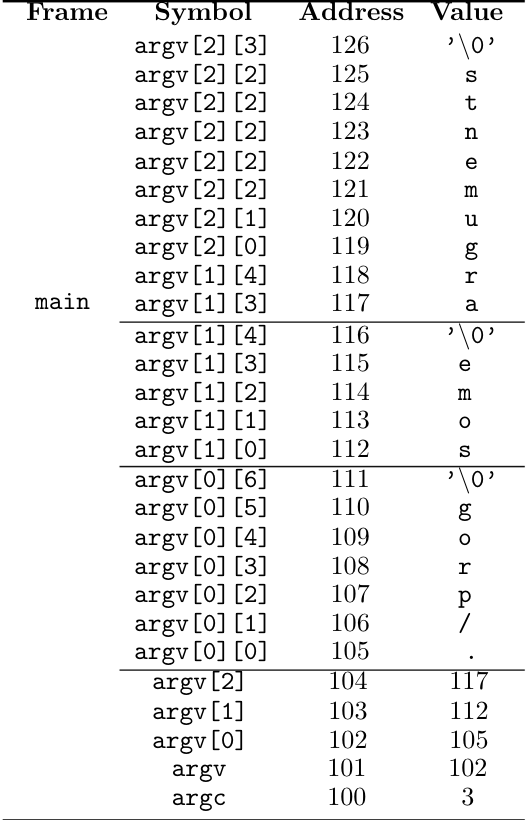 Frame Symbol Address Value
argv[2][3] 126 '\0'
argv[2][2] 125 s
argv[2][2] 124 t
argv[2][2] 123 n
argv[2][2] 122 e
argv[2][2] 121 m
argv[2][1] 120 u
argv[2][0] 119 g
argv[1][4] 118 r
main argv[1][3] 117 a
argv[1][4] 116 '\0'
argv[1][3] 115 e
argv[1][2] 114 m
argv[1][1] 113 o
argv[1][0] 112 s
argv[0][6] 111 '\0'
argv[0][5] 110 g
argv[0][4] 109 o
argv[0][3] 108 r
argv[0][2] 107 p
argv[0][1] 106 /
argv[0][0] 105 .
argv[2] 104 117
argv[1] 103 112
argv[0] 102 105
argv 101 102
argc 100 3